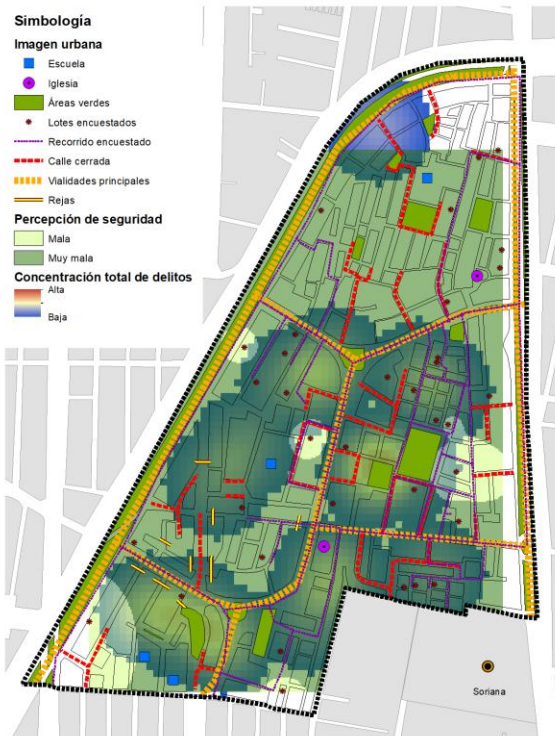 Simbología
Imagen urbana
Escuela
Iglesia
Áreas verdes
Lotes encuestados
Recorrido encuestado
Calle cerrada
Vialidades principales
Rejas
Percepción de seguridad
Mala
Muy mala
Concentración total de delitos
Alta
Baja
Soriana